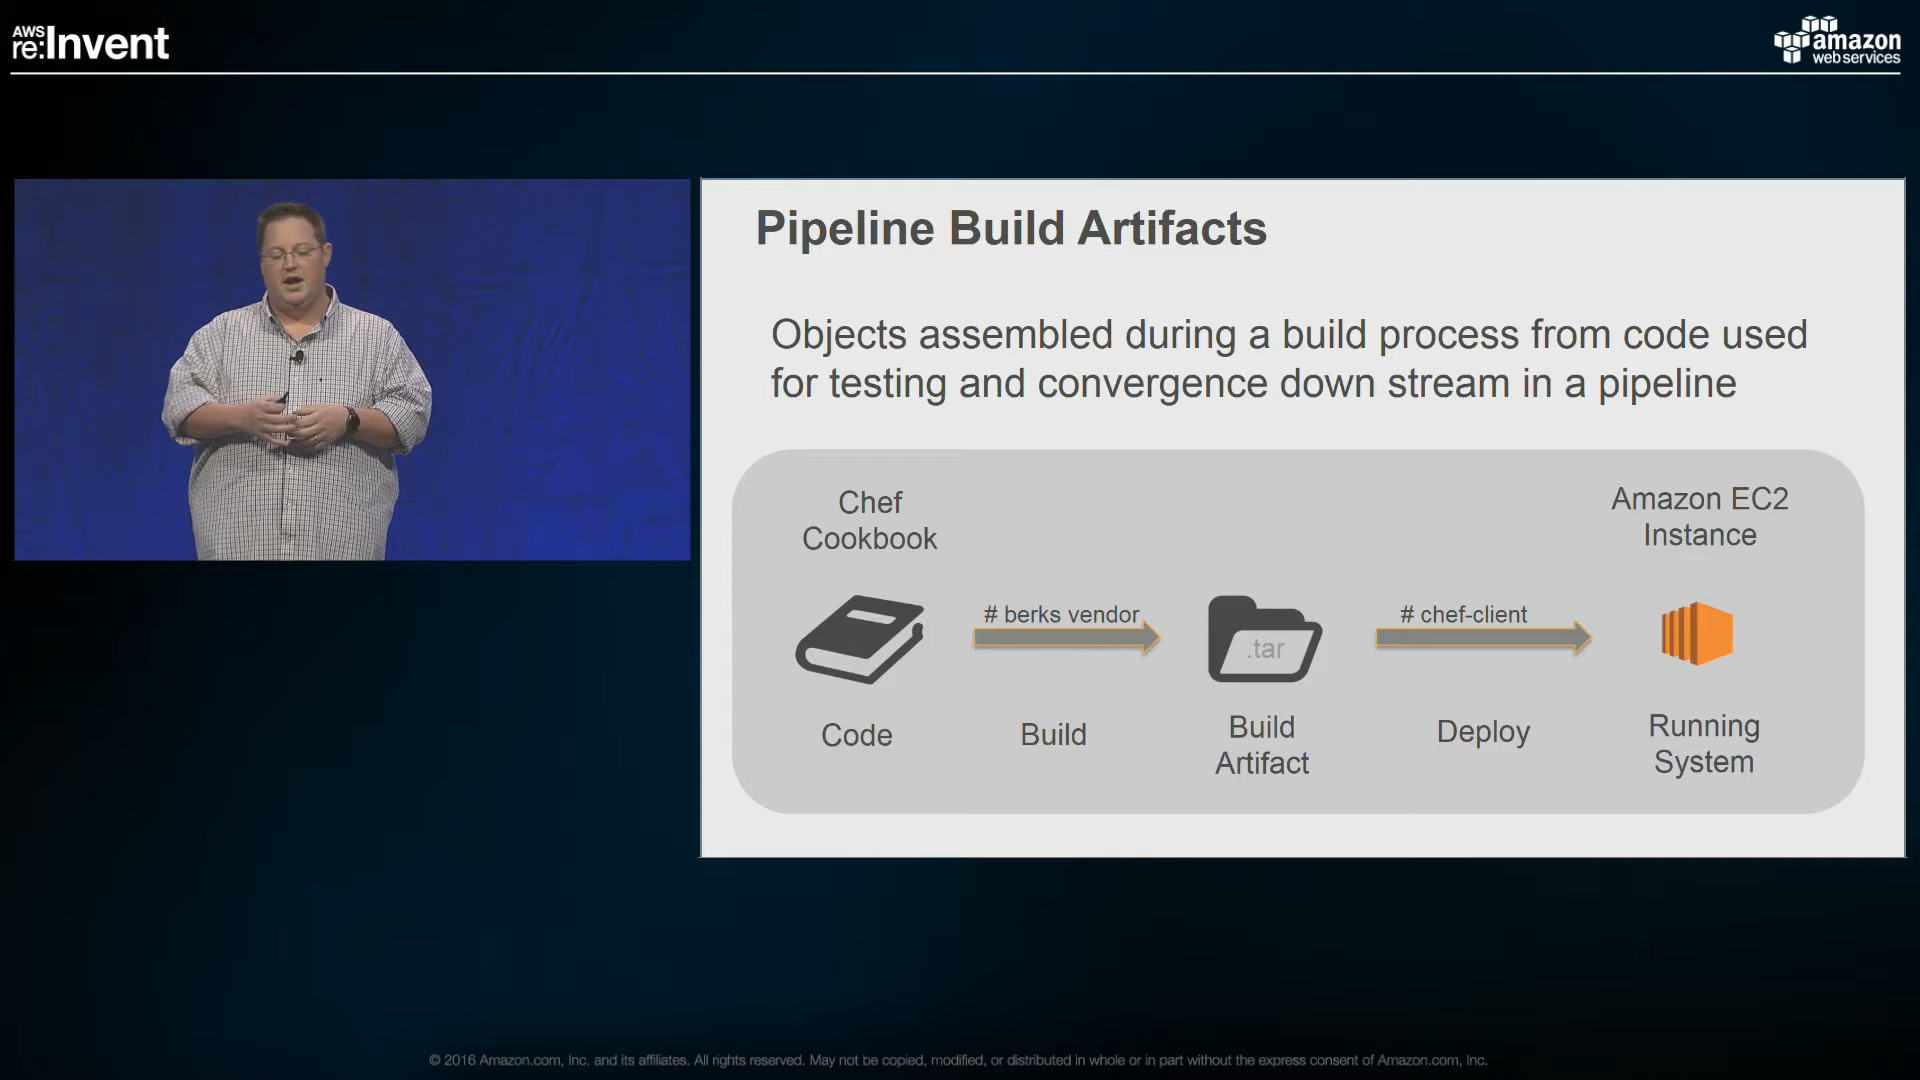 AWS
re:Invent
amazon
web services
Pipeline Build Artifacts
Objects assembled during a build process from code used
for testing and convergence down stream in a pipeline
Chef
Cookbook
Amazon EC2
Instance
# berks vendor
.tar
# chef-client
Code
Build
Build
Artifact
Deploy
Running
System
© 2016 Amazon.com, Inc. and its affiliates. All rights reserved. May not be copied, modified, or distributed in whole or in part without the express consent of Amazon.com, Inc.